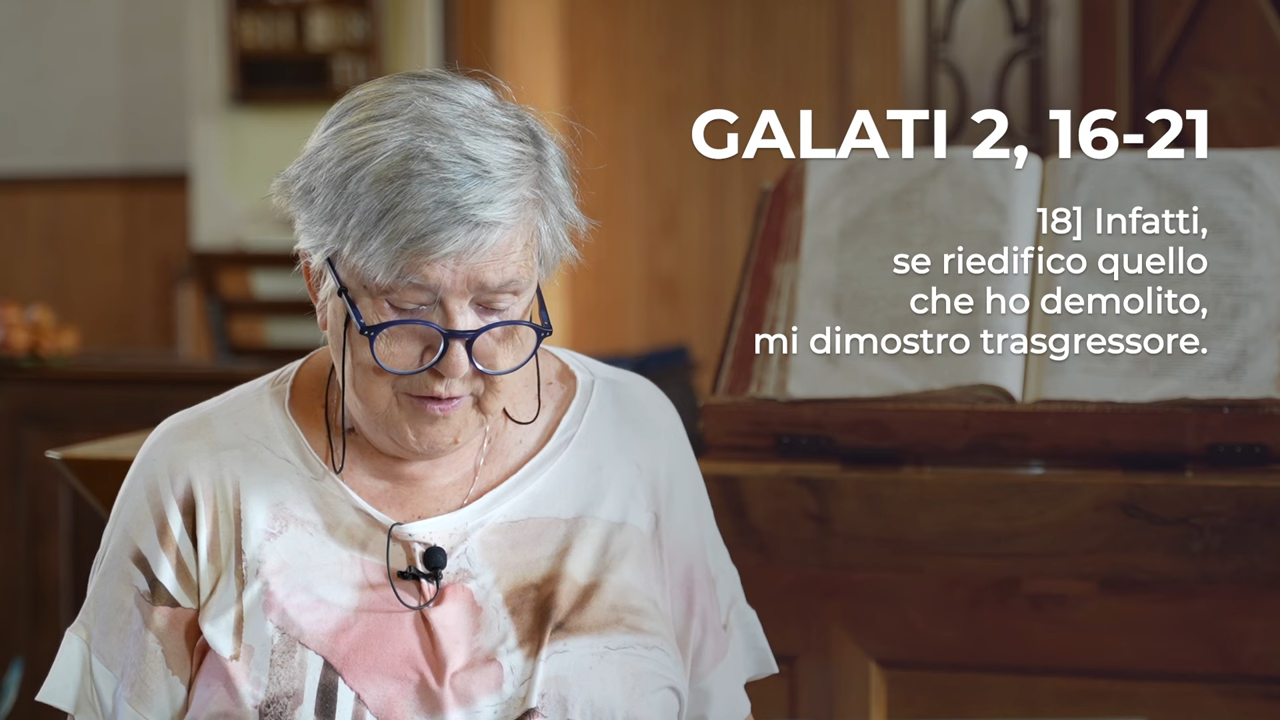 GALATI 2, 16-21
18] Infatti,
se riedifico quello
che ho demolito,
mi dimostro trasgressore.